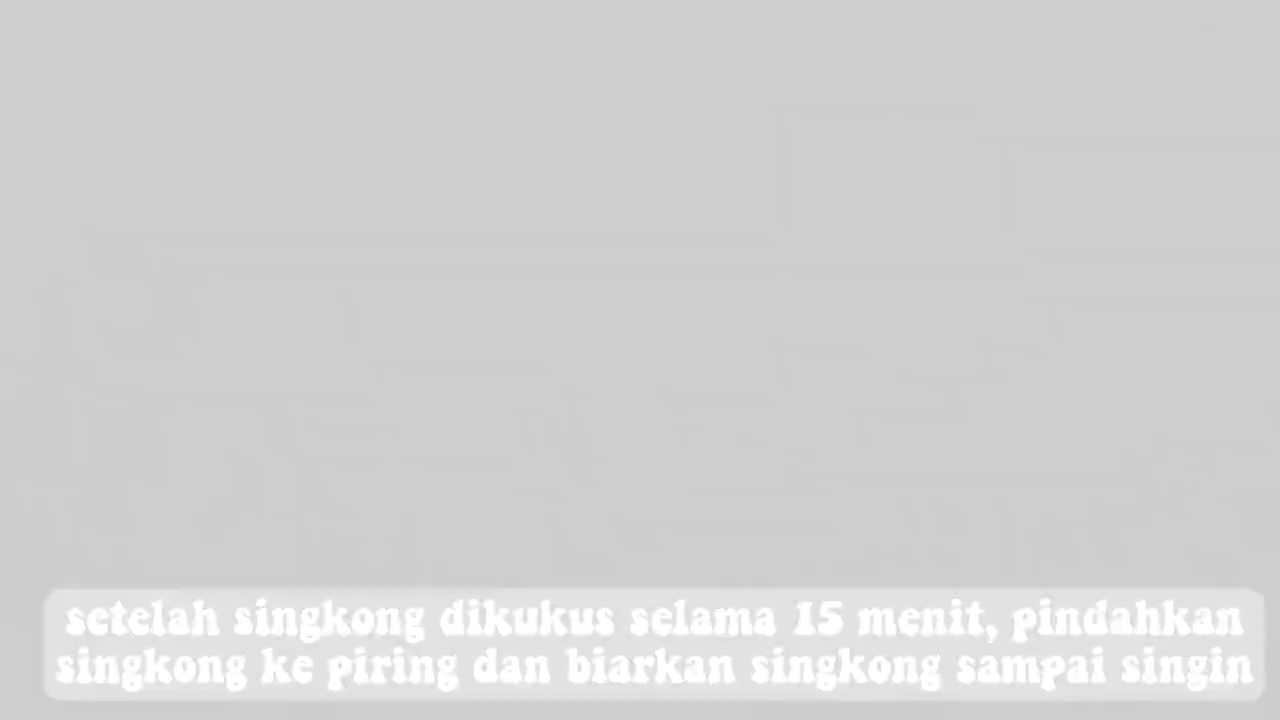 setelah singkong dikukus selama 15 menit, pindahkan
singkong ke piring dan biarkan singkong sampai singin